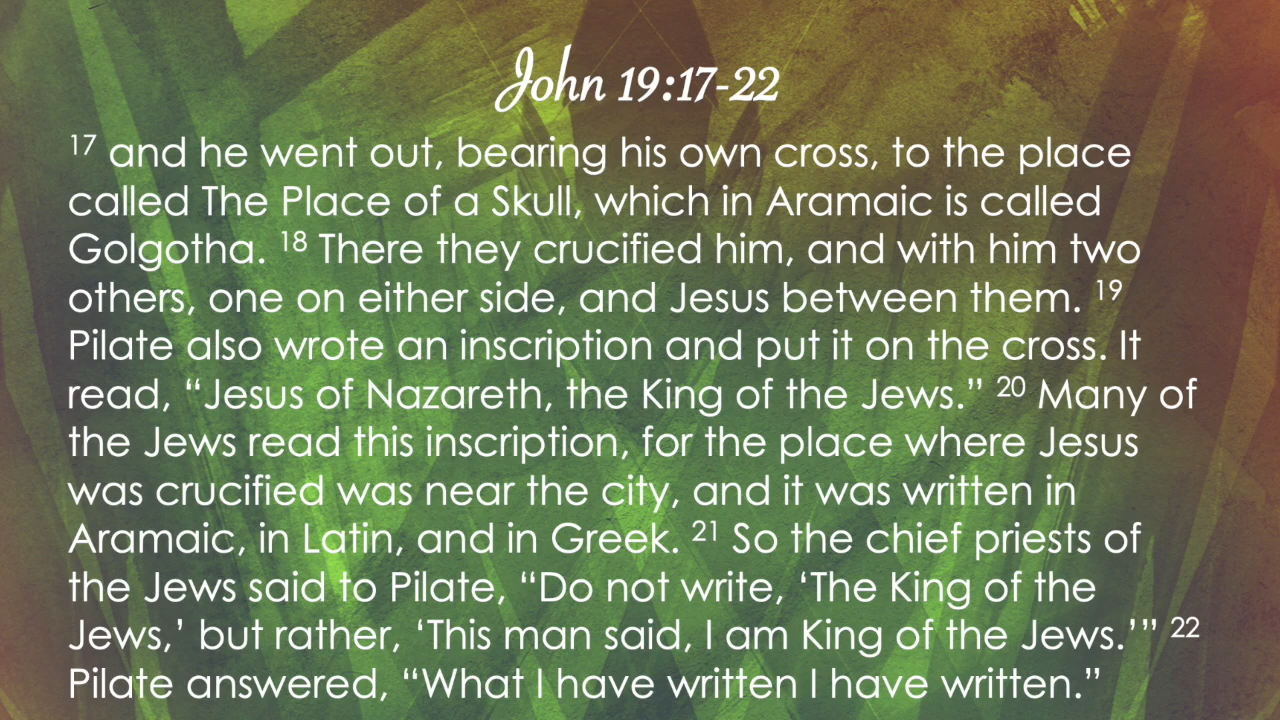 John 19:17-22
17 and he went out, bearing his own cross, to the place
called The Place of a Skull, which in Aramaic is called
Golgotha. 18 There they crucified him, and with him two
others, one on either side, and Jesus between them. 19
Pilate also wrote an inscription and put it on the cross. It
read, “Jesus of Nazareth, the King of the Jews.” 20 Many of
the Jews read this inscription, for the place where Jesus
was crucified was near the city, and it was written in
Aramaic, in Latin, and in Greek. 21 So the chief priests of
the Jews said to Pilate, “Do not write, ‘The King of the
Jews,’ but rather, ‘This man said, I am King of the Jews.’” 22
Pilate answered, “What I have written I have written.”